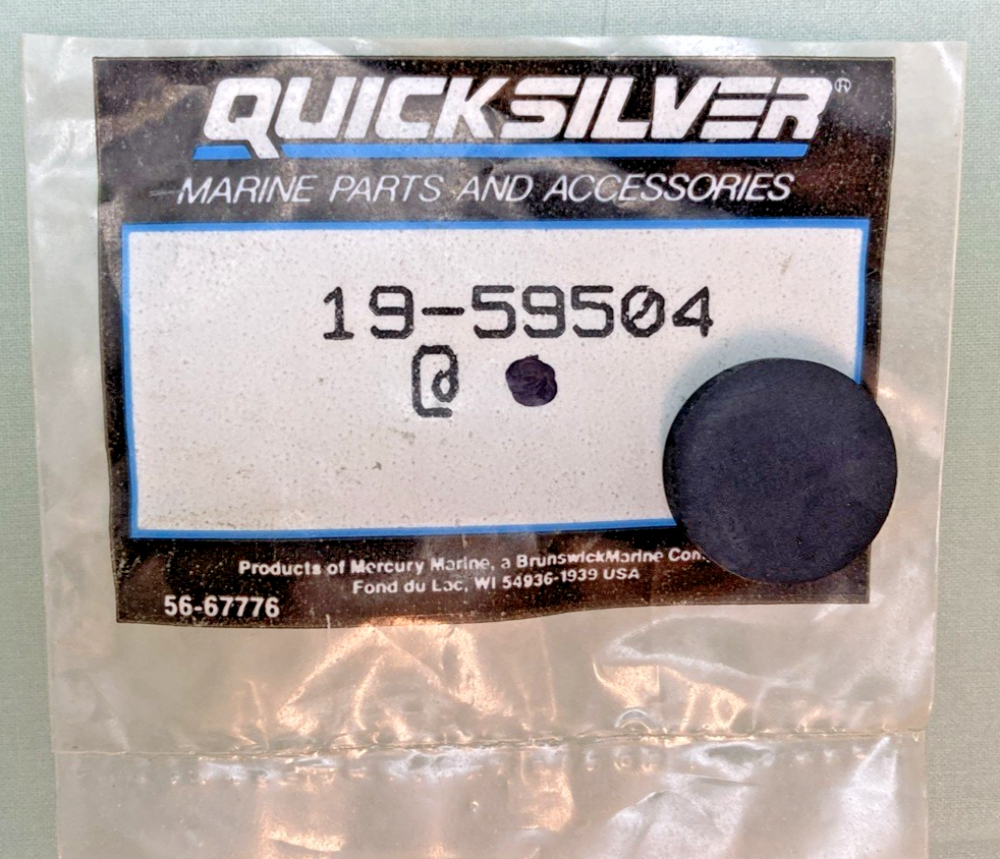 QUICKSILVER®
MARINE PARTS AND ACCESSORIES
19-59504
@
Products of Mercury Marine, a BrunswickMarine
Fond du Lac, WI 54936-1939 USA
56-67776